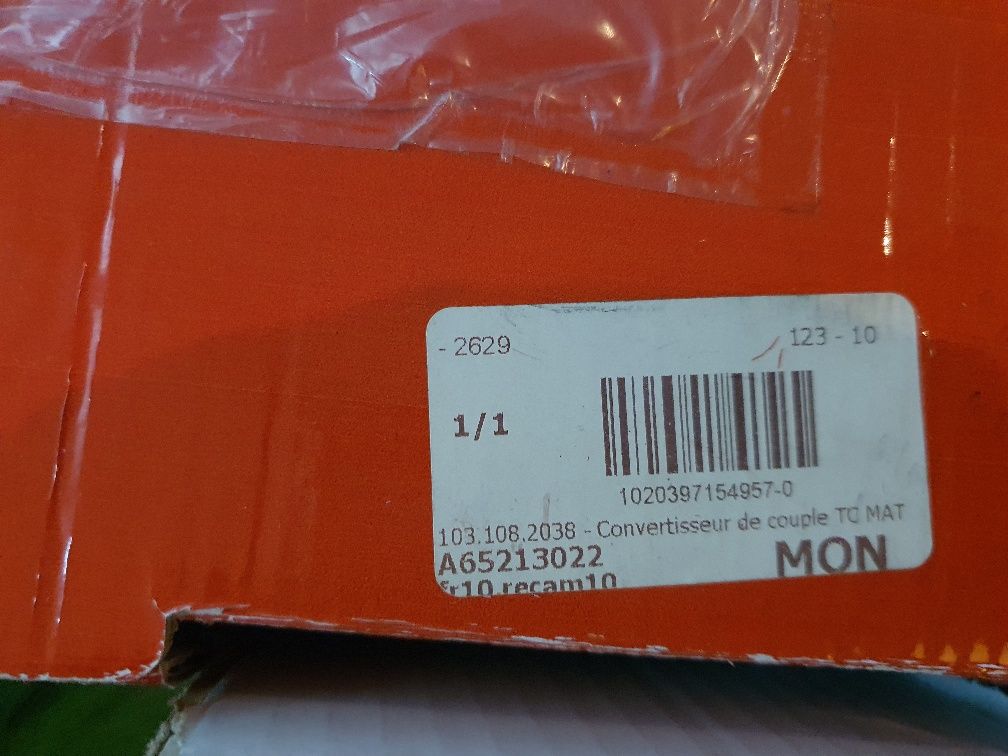 - 2629
123 - 10
1/1
1020397154957-0
103.108.2038 - Convertisseur de couple TC MAT
A65213022
MON
fr10.recam10